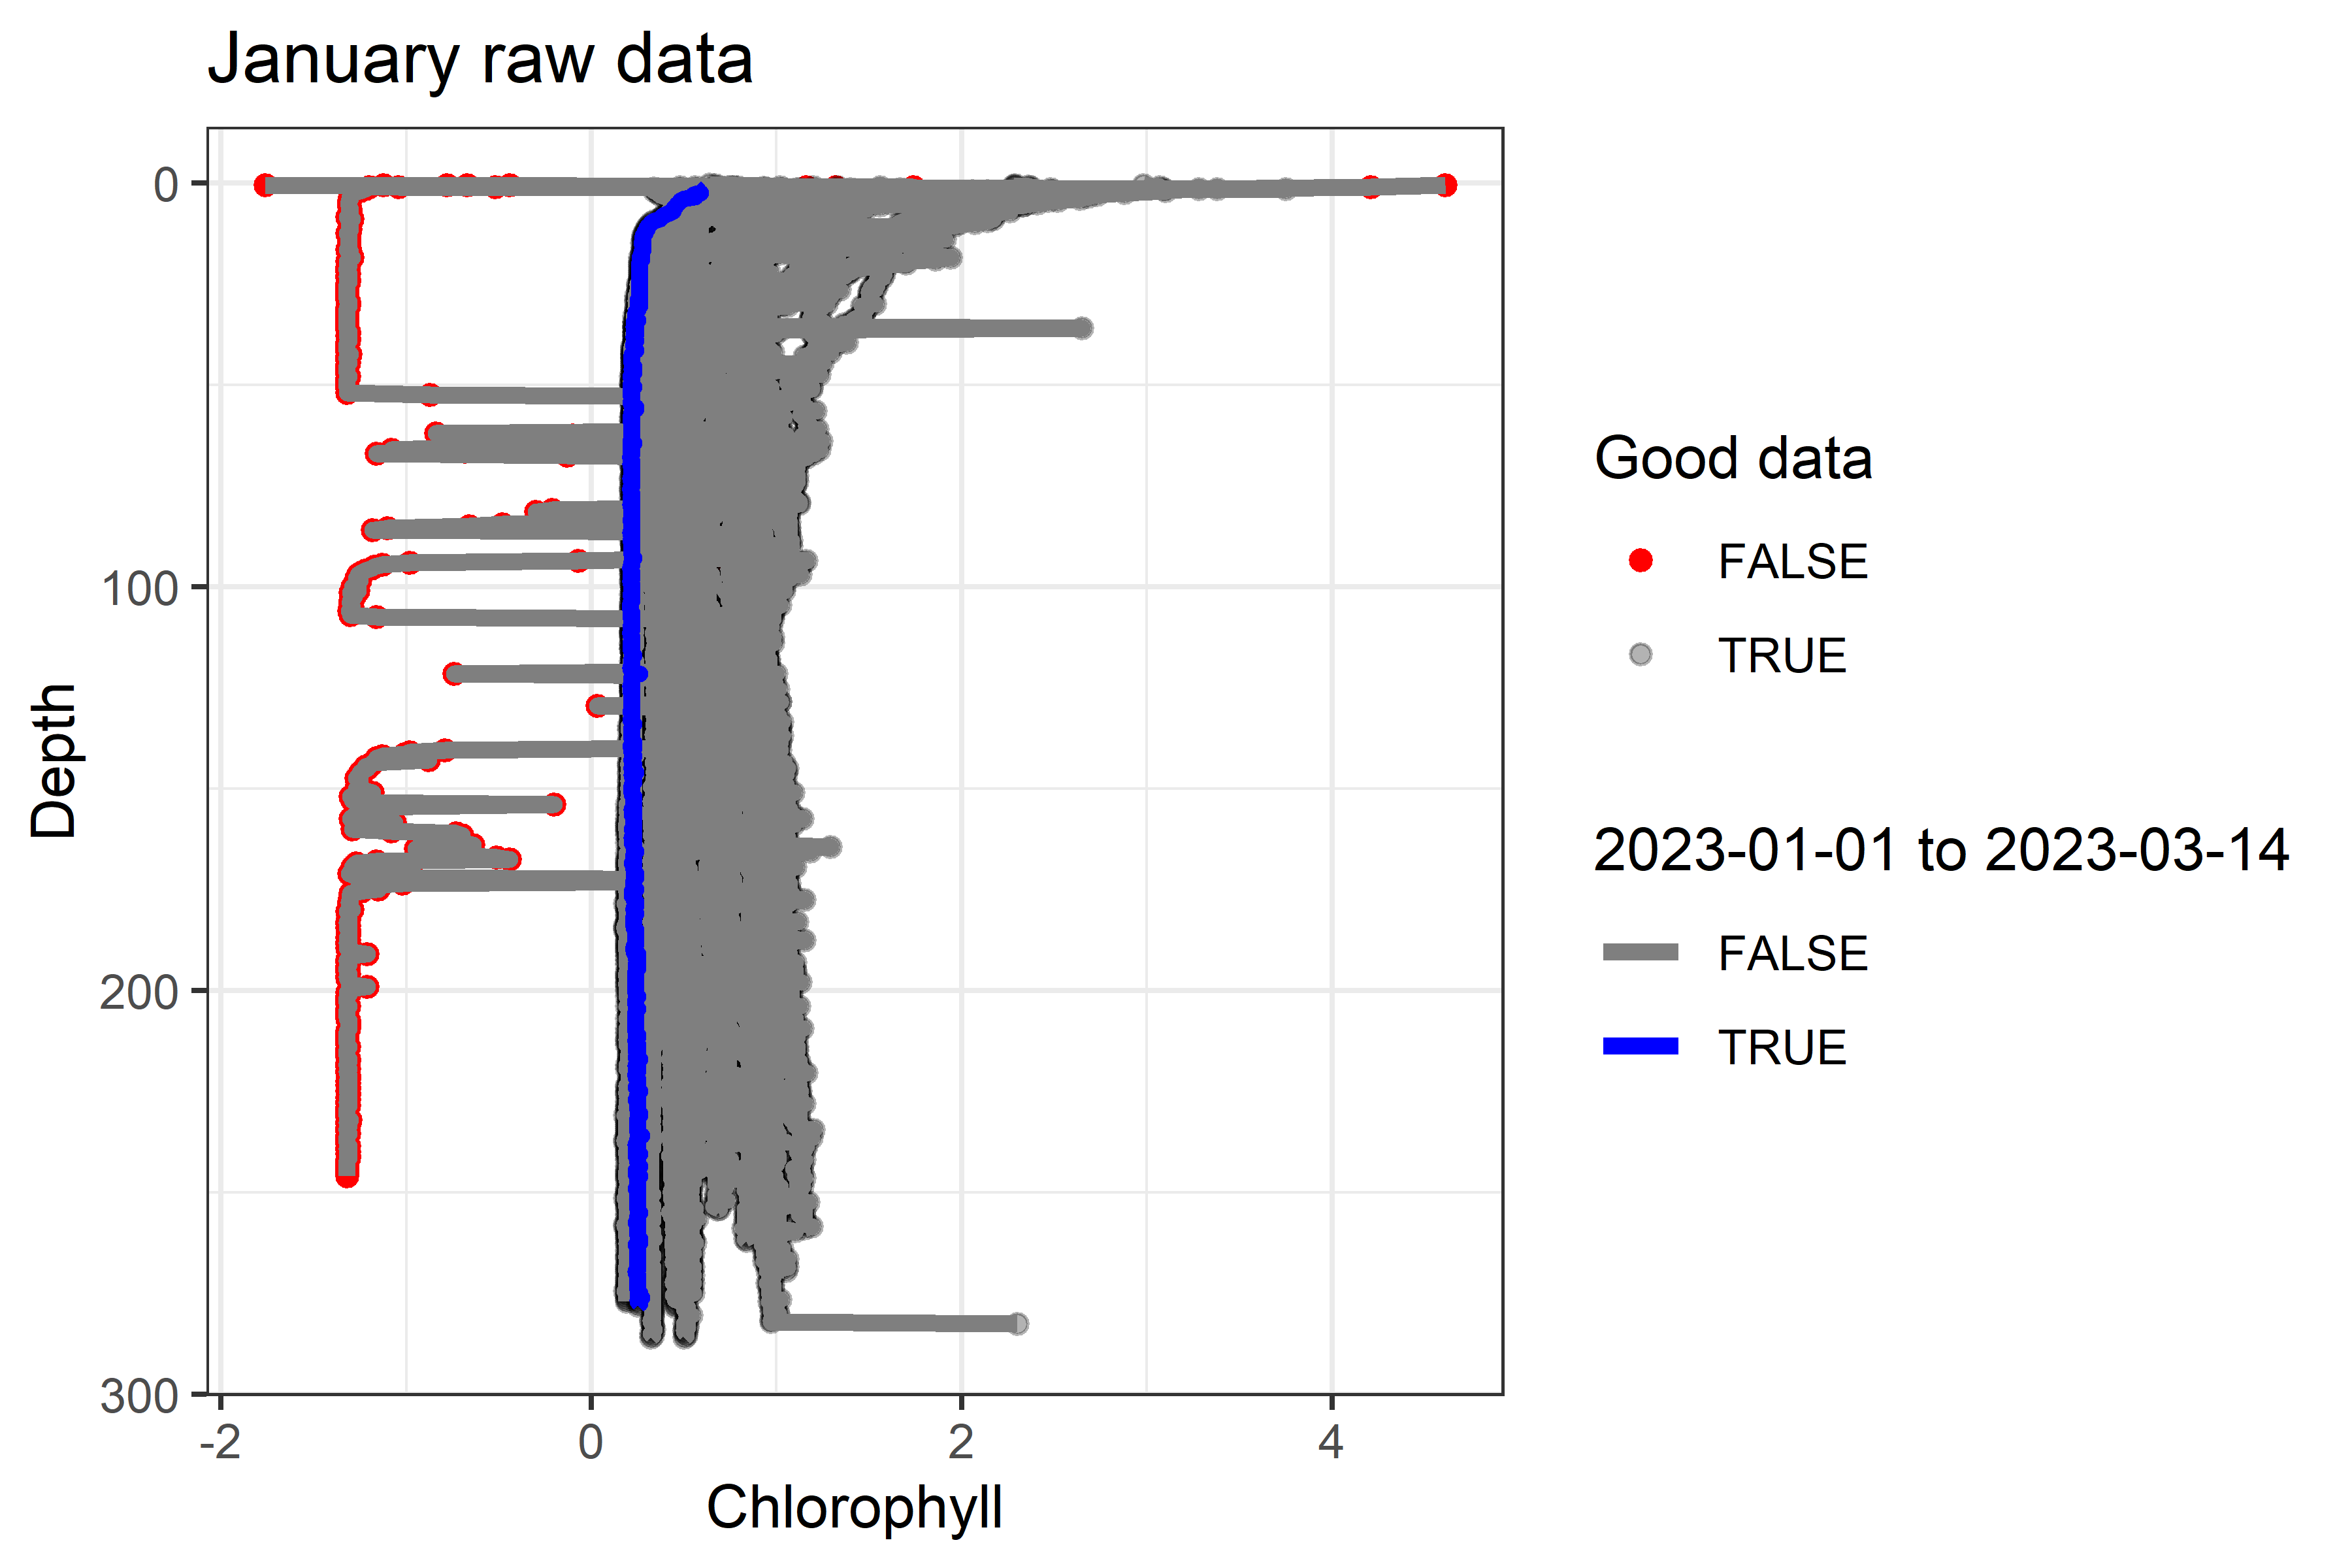 January raw data
0
100
200
300
Depth
-2
0
2
4
Chlorophyll
Good data
FALSE
TRUE
2023-01-01 to 2023-03-14
FALSE
TRUE